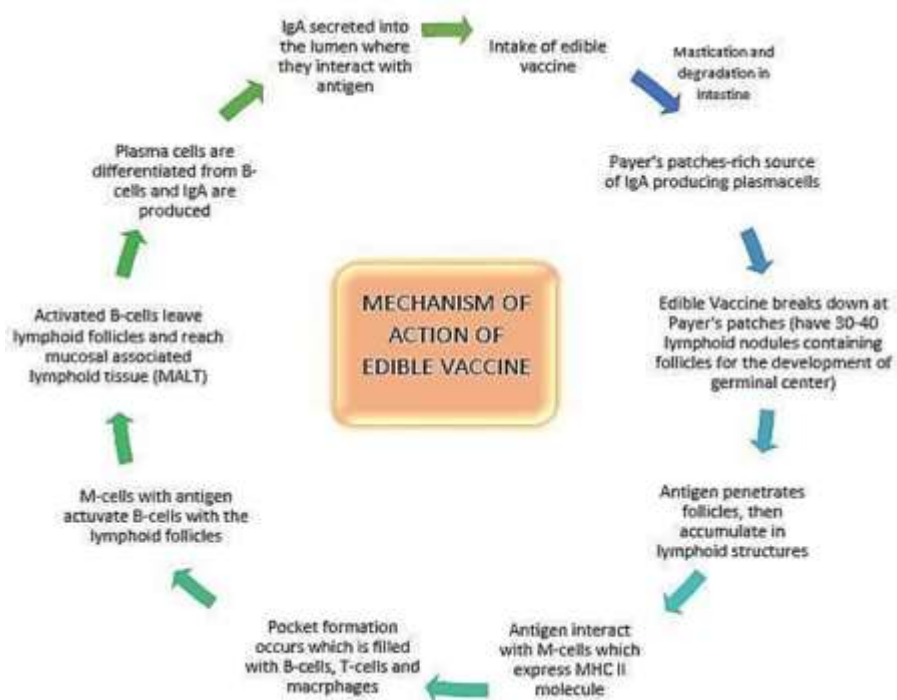 IgA secreted into
the lumen where
they interact with
antigen
Intake of edible
vaccine
Mastication and
degradation in
intestine
Payer's patches-rich source
of IgA producing plasmacells
Edible Vaccine breaks down at
Payer's patches (have 30-40
lymphoid nodules containing
follicles for the development of
germinal center)
Antigen penetrates
follicles, then
accumulate in
lymphoid structures
Antigen interact
with M-cells which
express MHC II
molecule
Pocket formation
occurs which is filled
with B-cells, T-cells and
macrphages
M-cells with antigen
actuvate B-cells with the
lymphoid follicles
Activated B-cells leave
lymphoid follicles and reach
mucosal associated
lymphoid tissue (MALT)
Plasma cells are
differentiated from B-
cells and IgA are
produced
MECHANISM OF
ACTION OF
EDIBLE VACCINE